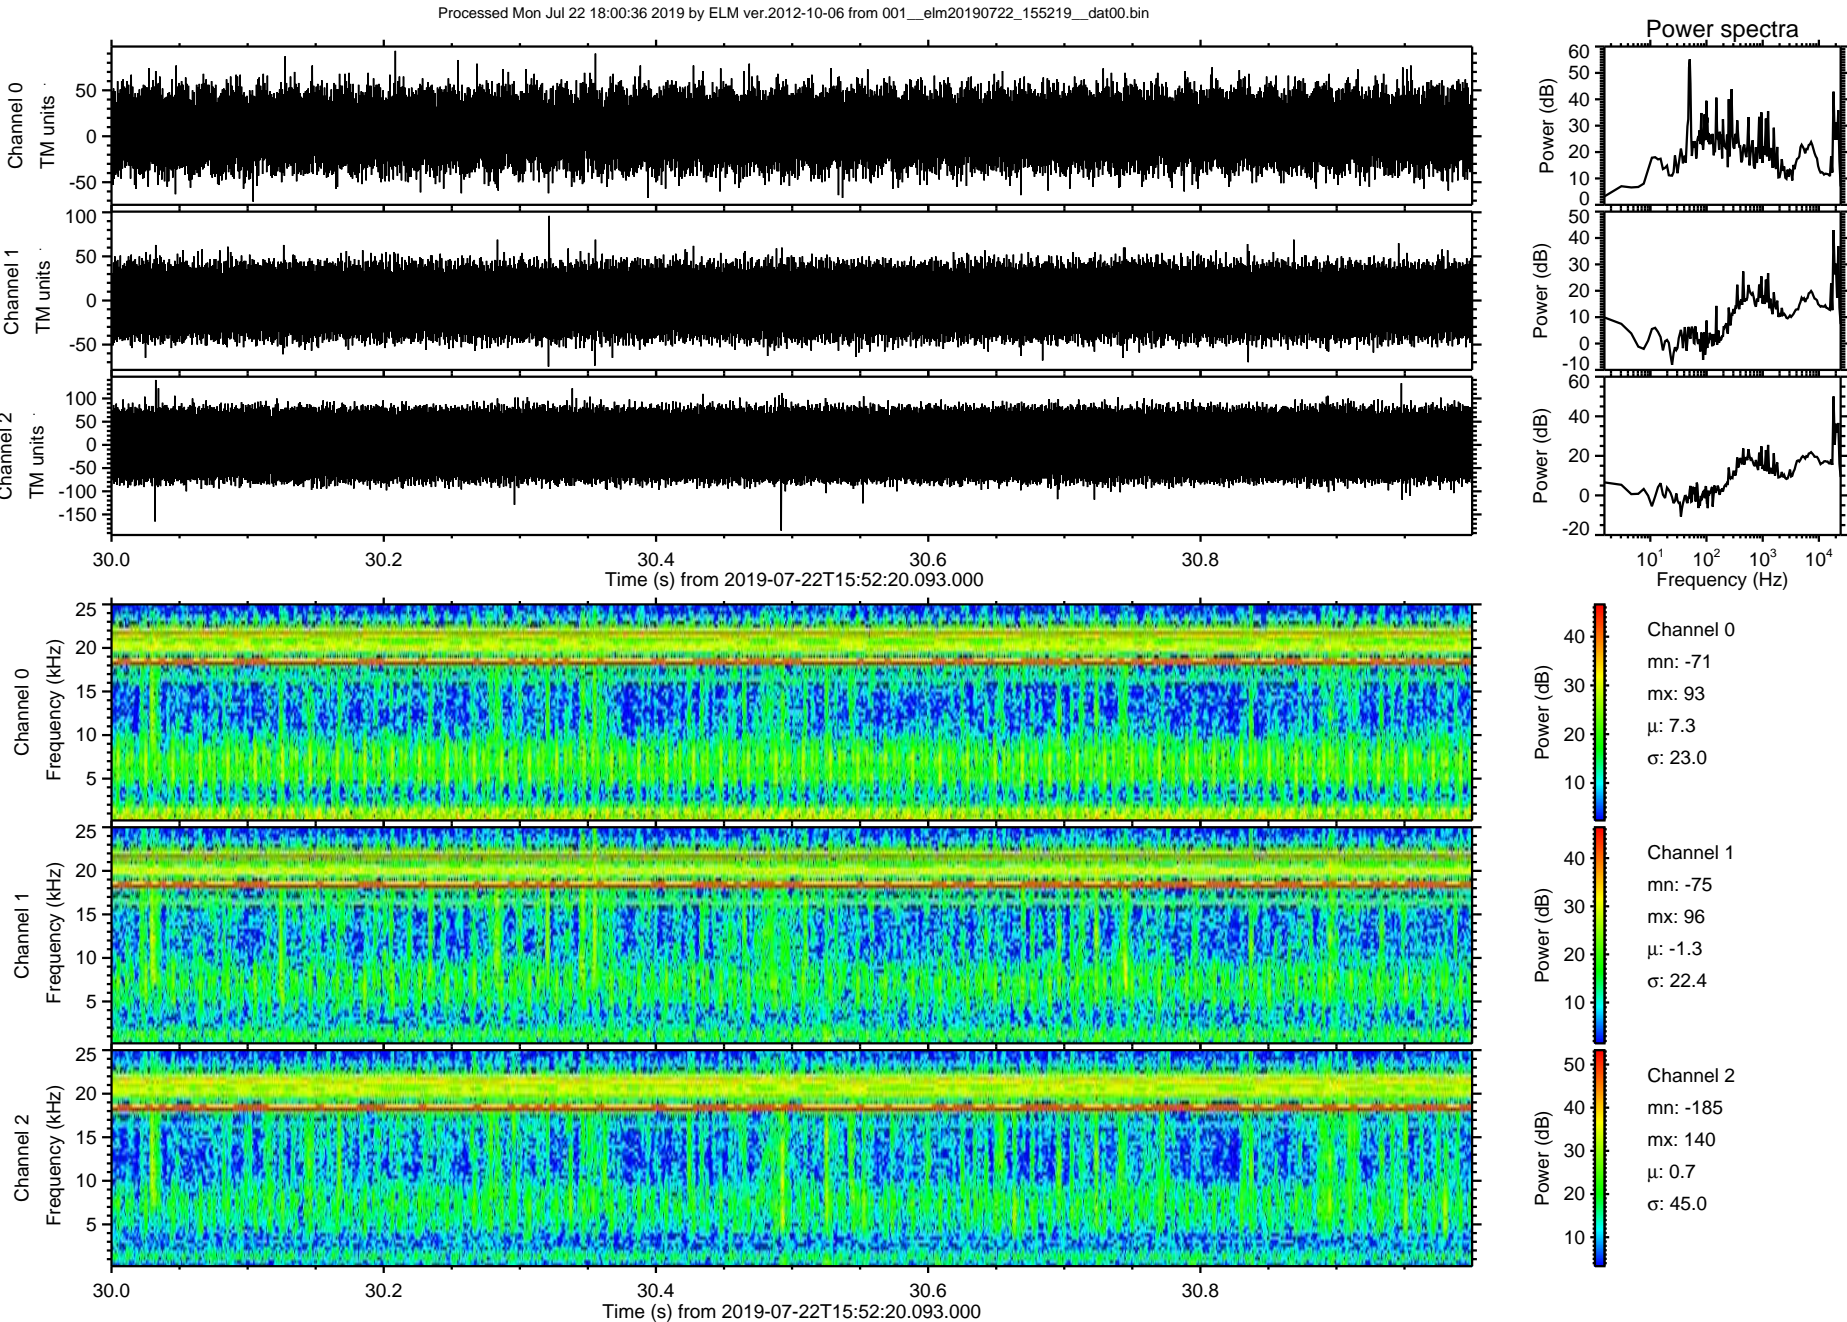 Processed Mon Jul 22 18:00:36 2019 by ELM ver.2012-10-06 from 001__elm20190722_155219__dat00.bin
Power spectra
Channel 0
TM units
50
0
-50
Power (dB)
60
50
40
30
20
10
0
Channel 1
TM units
100
50
0
-50
Power (dB)
50
40
30
20
10
0
-10
Channel 2
TM units
100
50
0
-50
-100
-150
Power (dB)
60
40
20
0
-20
30.0 30.2 30.4 30.6 30.8
Time (s) from 2019-07-22T15:52:20.093.000
10^1 10^2 10^3 10^4
Frequency (Hz)
Channel 0
Frequency (kHz)
25
20
15
10
5
Power (dB)
40
30
20
10
Channel 0
mn: -71
mx: 93
μ: 7.3
σ: 23.0
Channel 1
Frequency (kHz)
25
20
15
10
5
Power (dB)
40
30
20
10
Channel 1
mn: -75
mx: 96
μ: -1.3
σ: 22.4
Channel 2
Frequency (kHz)
25
20
15
10
5
Power (dB)
50
40
30
20
10
Channel 2
mn: -185
mx: 140
μ: 0.7
σ: 45.0
30.0 30.2 30.4 30.6 30.8
Time (s) from 2019-07-22T15:52:20.093.000